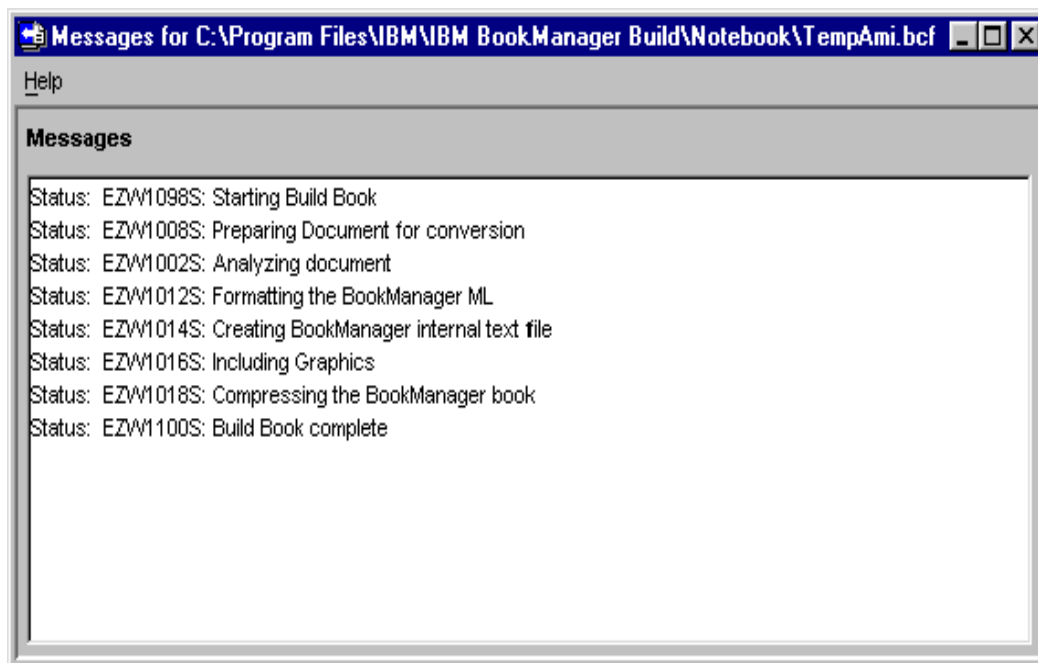 Messages for C:\Program Files\IBM\IBM BookManager Build\Notebook\TempAmi.bcf
Help
Messages
Status: EZW1098S: Starting Build Book
Status: EZW1008S: Preparing Document for conversion
Status: EZW1002S: Analyzing document
Status: EZW1012S: Formatting the BookManager ML
Status: EZW1014S: Creating BookManager internal text file
Status: EZW1016S: Including Graphics
Status: EZW1018S: Compressing the BookManager book
Status: EZW1100S: Build Book complete